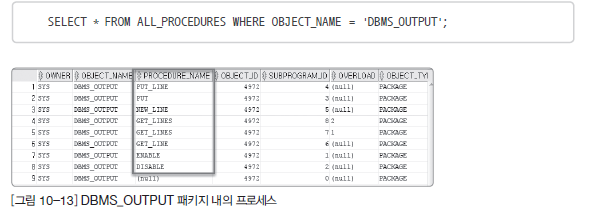 SELECT * FROM ALL_PROCEDURES WHERE OBJECT_NAME = 'DBMS_OUTPUT';
OWNER OBJECT_NAME PROCEDURE_NAME OBJECT_ID SUBPROGRAM_ID OVERLOAD OBJECT_TYI
1 SYS DBMS_OUTPUT PUT_LINE 4972 4 (null) PACKAGE
2 SYS DBMS_OUTPUT PUT 4972 3 (null) PACKAGE
3 SYS DBMS_OUTPUT NEW_LINE 4972 5 (null) PACKAGE
4 SYS DBMS_OUTPUT GET_LINES 4972 8 2 PACKAGE
5 SYS DBMS_OUTPUT GET_LINES 4972 7 1 PACKAGE
6 SYS DBMS_OUTPUT GET_LINE 4972 6 (null) PACKAGE
7 SYS DBMS_OUTPUT ENABLE 4972 1 (null) PACKAGE
8 SYS DBMS_OUTPUT DISABLE 4972 2 (null) PACKAGE
9 SYS DBMS_OUTPUT (null) 4972 0 (null) PACKAGE
[그림 10-13] DBMS_OUTPUT 패키지 내의 프로세스